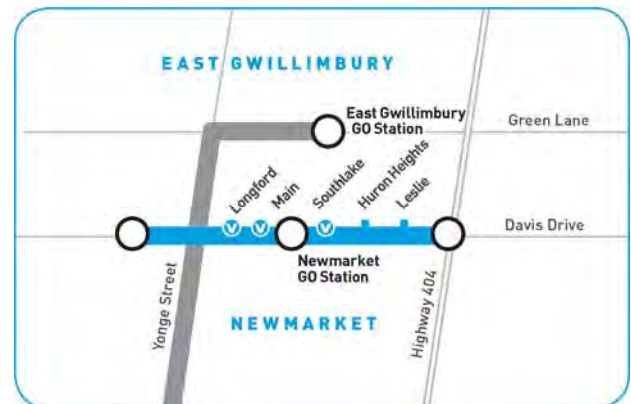 EAST GWILLIMBURY
East Gwillimbury
GO Station
Green Lane
Longford
Main
Southlake
Huron Heights
Leslie
V
V
V
Davis Drive
Newmarket
GO Station
Yonge Street
NEWMARKET
Highway 404